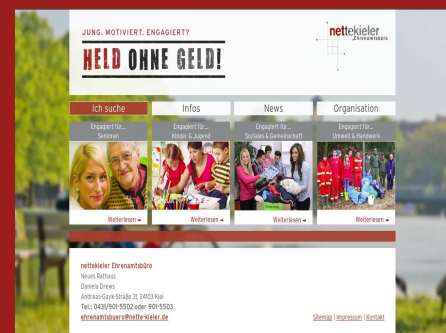 JUNG. MOTIVIERT. ENGAGIERT?
HELD OHNE GELD!
nettekieler
Ehrenamtsbüro
Ich suche
Infos
News
Organisation
Engagiert für...
Senioren
Engagiert für...
Kinder & Jugend
Engagiert für...
Soziales & Gemeinschaft
Engagiert für...
Umwelt & Handwerk
Weiterlesen →
Weiterlesen →
Weiterlesen →
Weiterlesen →
nettekieler Ehrenamtsbüro
Neues Rathaus
Daniela Drews
Andreas-Gayk-Straße 31, 24103 Kiel
Tel.: 0431/901-5502 oder 901-5503
ehrenamtsbuero@nette-kieler.de
Sitemap | Impressum | Kontakt